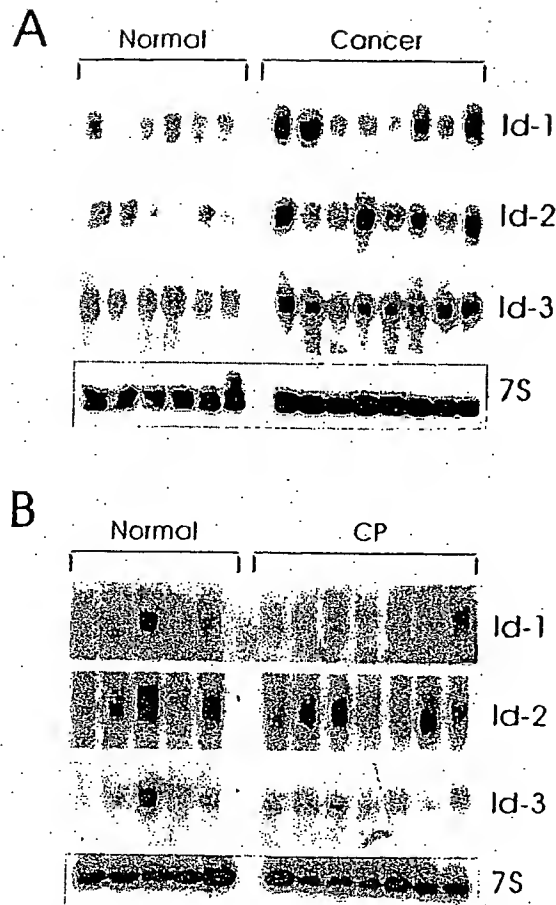 A
Normal Cancer
Id-1
Id-2
Id-3
7S
B
Normal CP
Id-1
Id-2
Id-3
7S